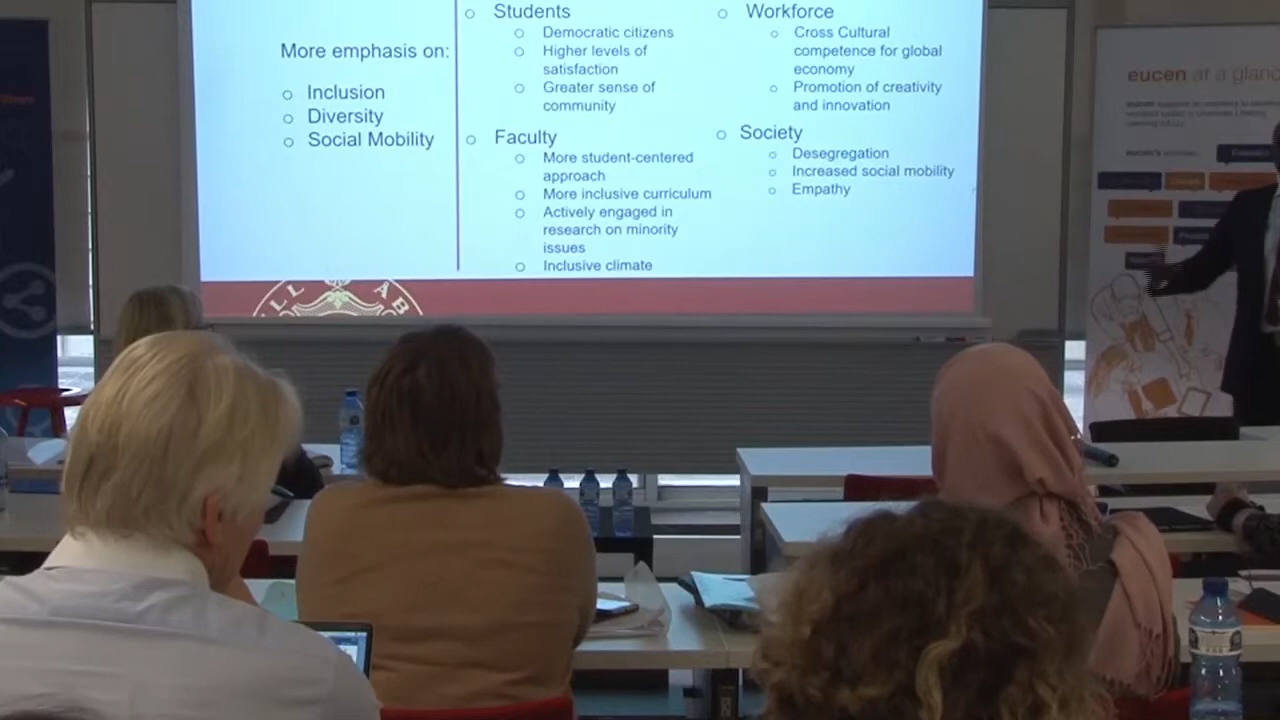 More emphasis on:
Inclusion
Diversity
Social Mobility
Students
Democratic citizens
Higher levels of
satisfaction
Greater sense of
community
Faculty
More student-centered
approach
More inclusive curriculum
Actively engaged in
research on minority
issues
Inclusive climate
Workforce
Cross Cultural
competence for global
economy
Promotion of creativity
and innovation
Society
Desegregation
Increased social mobility
Empathy
eucen at a glanc